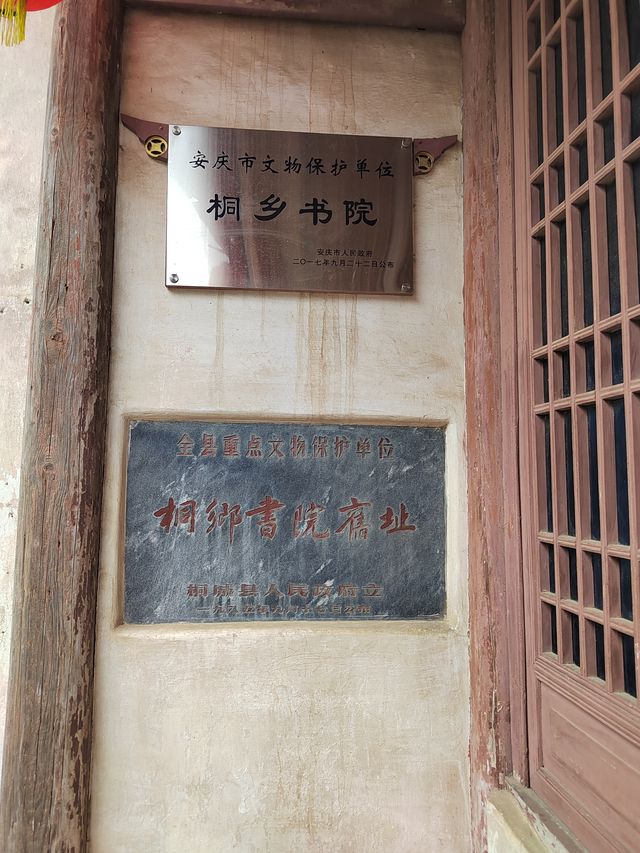 安庆市文物保护单位
桐乡书院
安庆市人民政府
二〇一七年九月二十二日公布
全县重点文物保护单位
桐鄉書院舊址
桐城县人民政府立